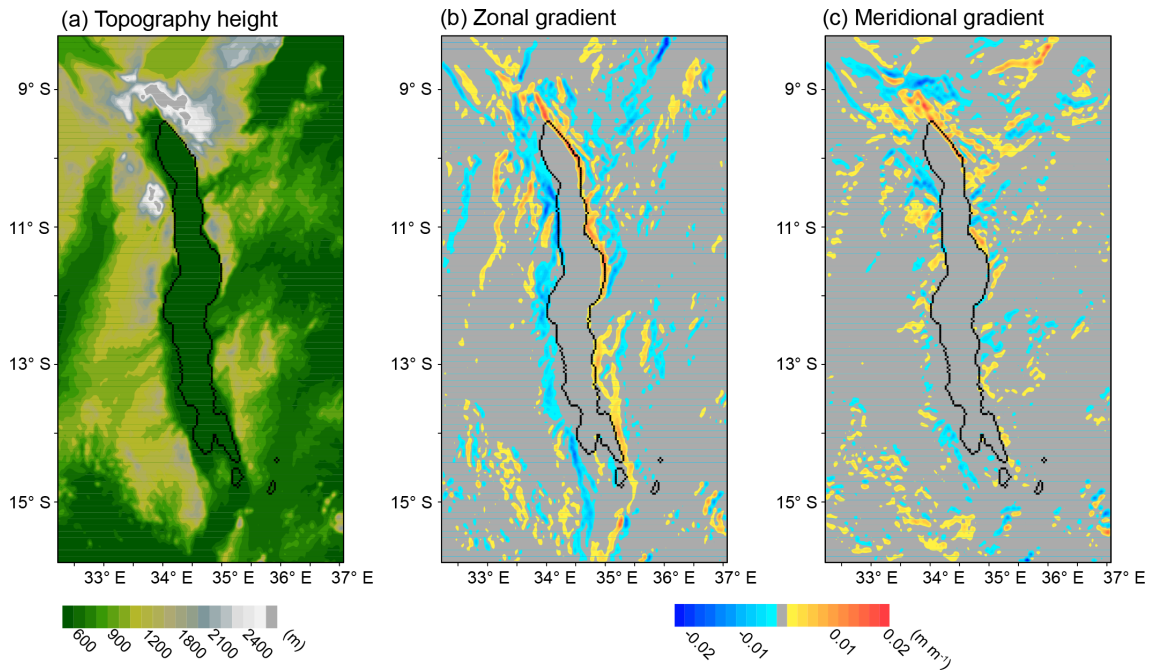 (a) Topography height
(b) Zonal gradient
(c) Meridional gradient
9° S
9° S
9° S
11° S
11° S
11° S
13° S
13° S
13° S
15° S
15° S
15° S
33° E 34° E 35° E 36° E 37° E
33° E 34° E 35° E 36° E 37° E
33° E 34° E 35° E 36° E 37° E
600 900 1200 1800 2100 2400 (m)
-0.02 -0.01 0.01 0.02 (m m⁻¹)